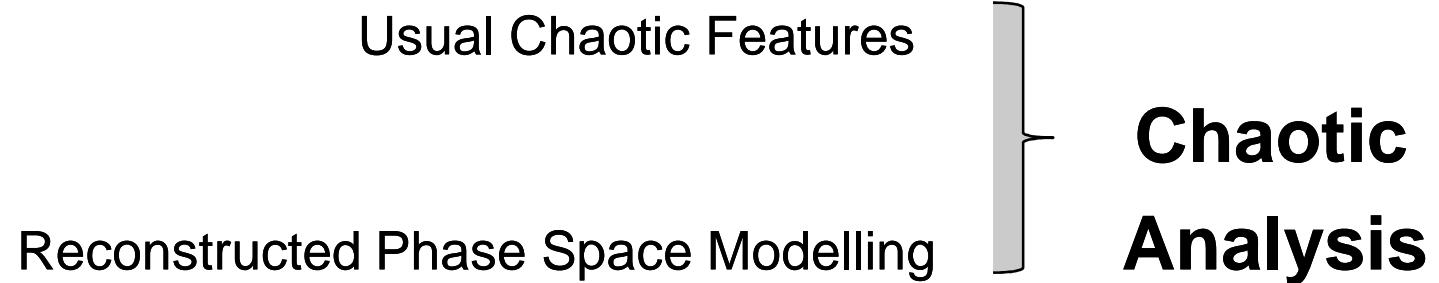 Usual Chaotic Features
Chaotic
Analysis
Reconstructed Phase Space Modelling